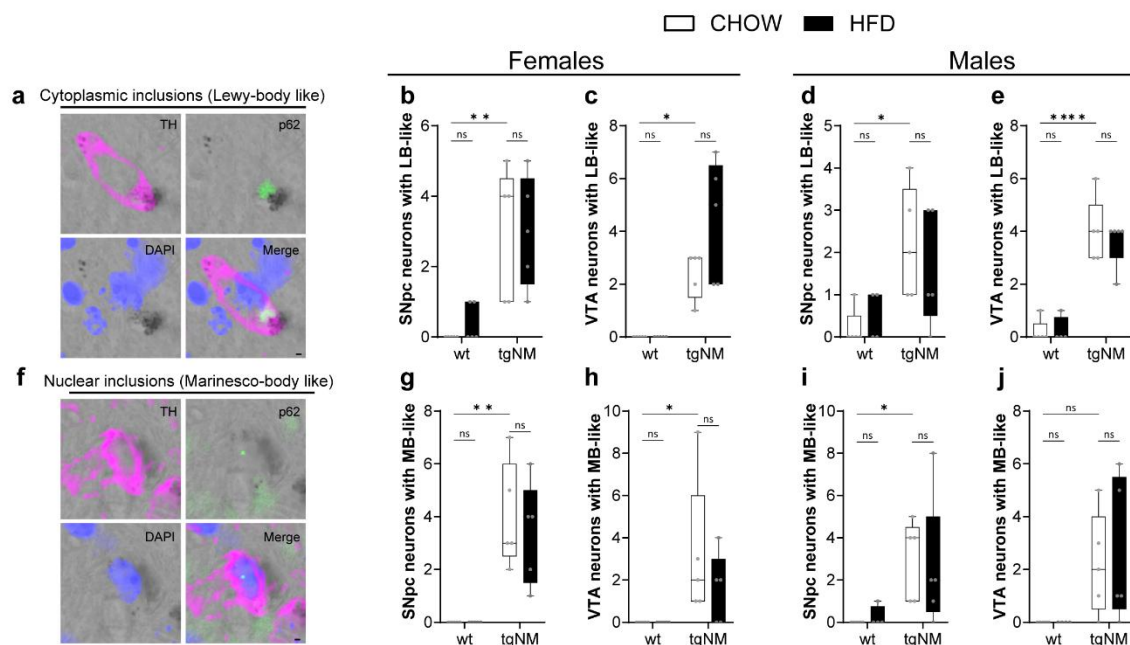 CHOW HFD
Females Males
a
Cytoplasmic inclusions (Lewy-body like)
TH p62
DAPI Merge
b
SNpc neurons with LB-like
6
4
2
0
**
ns ns
wt tgNM
c
VTA neurons with LB-like
8
6
4
2
0
*
ns ns
wt tgNM
d
SNpc neurons with LB-like
5
4
3
2
1
0
*
ns ns
wt tgNM
e
VTA neurons with LB-like
8
6
4
2
0
****
ns ns
wt tgNM
f
Nuclear inclusions (Marinesco-body like)
TH p62
DAPI Merge
g
SNpc neurons with MB-like
8
6
4
2
0
**
ns ns
wt tgNM
h
VTA neurons with MB-like
10
8
6
4
2
0
*
ns ns
wt tgNM
i
SNpc neurons with MB-like
10
8
6
4
2
0
*
ns ns
wt tgNM
j
VTA neurons with MB-like
8
6
4
2
0
ns
ns ns
wt tgNM